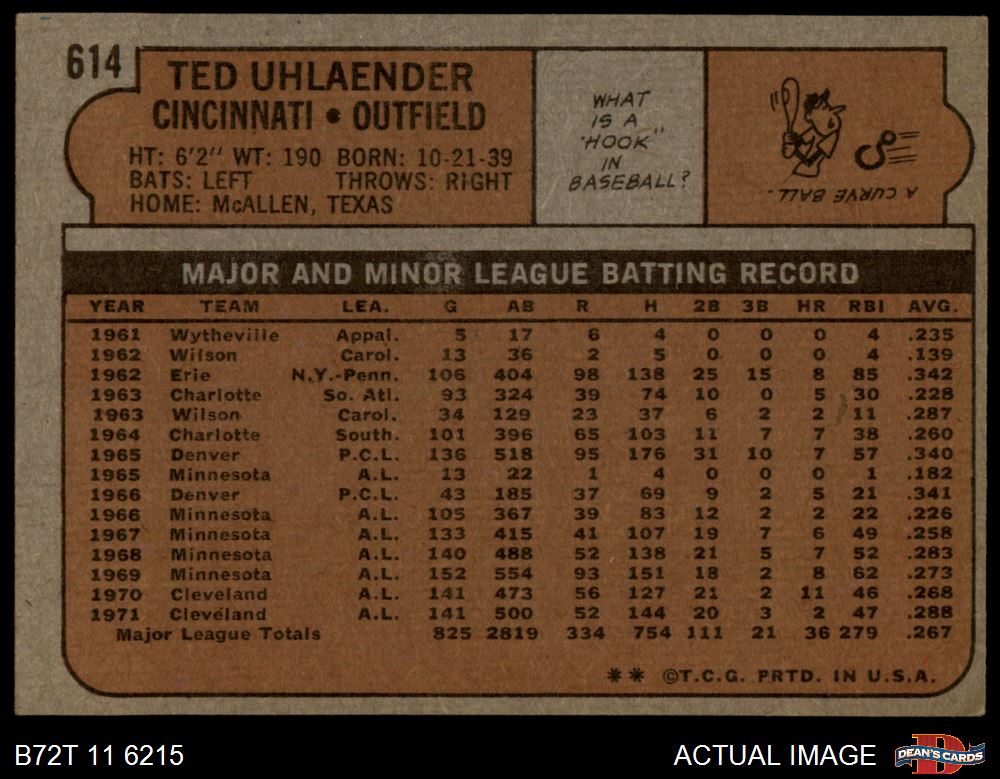 614
TED UHLAENDER
CINCINNATI • OUTFIELD
HT: 6'2" WT: 190 BORN: 10-21-39
BATS: LEFT THROWS: RIGHT
HOME: McALLEN, TEXAS
WHAT
IS A
"HOOK"
IN
BASEBALL?
A CURVE BALL.
MAJOR AND MINOR LEAGUE BATTING RECORD
YEAR TEAM LEA. G AB R H 2B 3B HR RBI AVG.
1961 Wytheville Appal. 5 17 6 4 0 0 0 4 .235
1962 Wilson Carol. 13 36 2 5 0 0 0 4 .139
1962 Erie N.Y.-Penn. 106 404 98 138 25 15 8 85 .342
1963 Charlotte So. Atl. 93 324 39 74 10 0 5 30 .228
1963 Wilson Carol. 34 129 23 37 6 2 2 11 .287
1964 Charlotte South. 101 396 65 103 11 7 7 38 .260
1965 Denver P.C.L. 136 518 95 176 31 10 7 57 .340
1965 Minnesota A.L. 13 22 1 4 0 0 0 1 .182
1966 Denver P.C.L. 43 185 37 69 9 2 5 21 .341
1966 Minnesota A.L. 105 367 39 83 12 2 2 22 .226
1967 Minnesota A.L. 133 415 41 107 19 7 6 49 .258
1968 Minnesota A.L. 140 488 52 138 21 5 7 52 .283
1969 Minnesota A.L. 152 554 93 151 18 2 8 62 .273
1970 Cleveland A.L. 141 473 56 127 21 2 11 46 .268
1971 Cleveland A.L. 141 500 52 144 20 3 2 47 .288
Major League Totals 825 2819 334 754 111 21 36 279 .267
** ©T.C.G. PRTD. IN U.S.A.
B72T 11 6215
ACTUAL IMAGE
DEAN'S CARDS